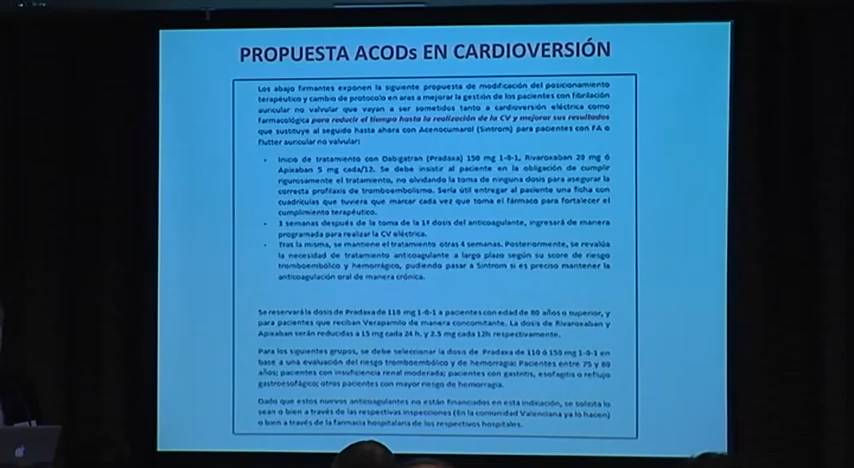 PROPUESTA ACODs EN CARDIOVERSIÓN
Los abajo firmantes exponen la siguiente propuesta de modificación del posicionamiento
terapéutico y cambio de protocolo en aras a mejorar la gestión de los pacientes con fibrilación
auricular no valvular que vayan a ser sometidos tanto a cardioversión eléctrica como
farmacológica para reducir el tiempo hasta la realización de la CV y mejorar sus resultados
que sustituye al seguido hasta ahora con Acenocumarol (Sintrom) para pacientes con FA o
flutter auricular no valvular:
- Inicio de tratamiento con Dabigatran (Pradaxa) 150 mg 1-0-1, Rivaroxaban 20 mg ó
Apixaban 5 mg cada/12. Se debe insistir al paciente en la obligación de cumplir
rigurosamente el tratamiento, no olvidando la toma de ninguna dosis para asegurar la
correcta profilaxis de tromboembolismo. Sería útil entregar al paciente una ficha con
cuadrículas que tuviera que marcar cada vez que toma el fármaco para fortalecer el
cumplimiento terapéutico.
- 3 semanas después de la toma de la 1ª dosis del anticoagulante, ingresará de manera
programada para realizar la CV eléctrica.
- Tras la misma, se mantiene el tratamiento otras 4 semanas. Posteriormente, se revalúa
la necesidad de tratamiento anticoagulante a largo plazo según su score de riesgo
tromboembólico y hemorrágico, pudiendo pasar a Sintrom si es preciso mantener la
anticoagulación oral de manera crónica.
Se reservará la dosis de Pradaxa de 110 mg 1-0-1 a pacientes con edad de 80 años o superior, y
para pacientes que reciban Verapamilo de manera concomitante. La dosis de Rivaroxaban y
Apixaban serán reducidas a 15 mg cada 24 h. y 2.5 mg cada 12h respectivamente.
Para los siguientes grupos, se debe seleccionar la dosis de Pradaxa de 110 ó 150 mg 1-0-1 en
base a una evaluación del riesgo tromboembólico y de hemorragia: Pacientes entre 75 y 80
años; pacientes con insuficiencia renal moderada; pacientes con gastritis, esofagitis o reflujo
gastroesofágico; otros pacientes con mayor riesgo de hemorragia.
Dado que estos nuevos anticoagulantes no están financiados en esta indicación, se solicita lo
sean o bien a través de las respectivas inspecciones (En la comunidad Valenciana ya lo hacen)
o bien a través de la farmacia hospitalaria de los respectivos hospitales.